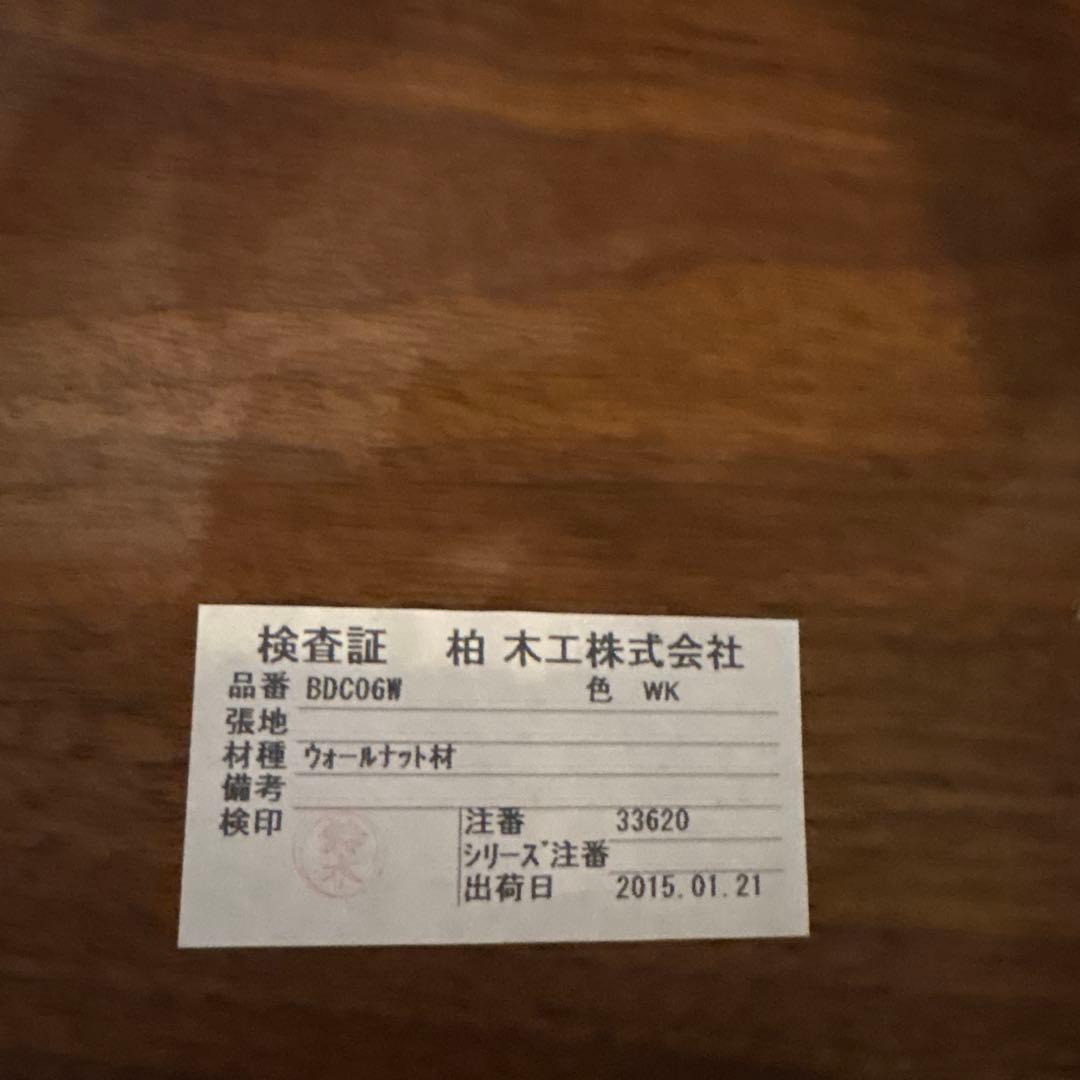 検査証 柏木工株式会社
品番 BDC06W 色 WK
張地
材種 ウォールナット材
備考
検印 注番 33620
シリーズ注番
出荷日 2015.01.21